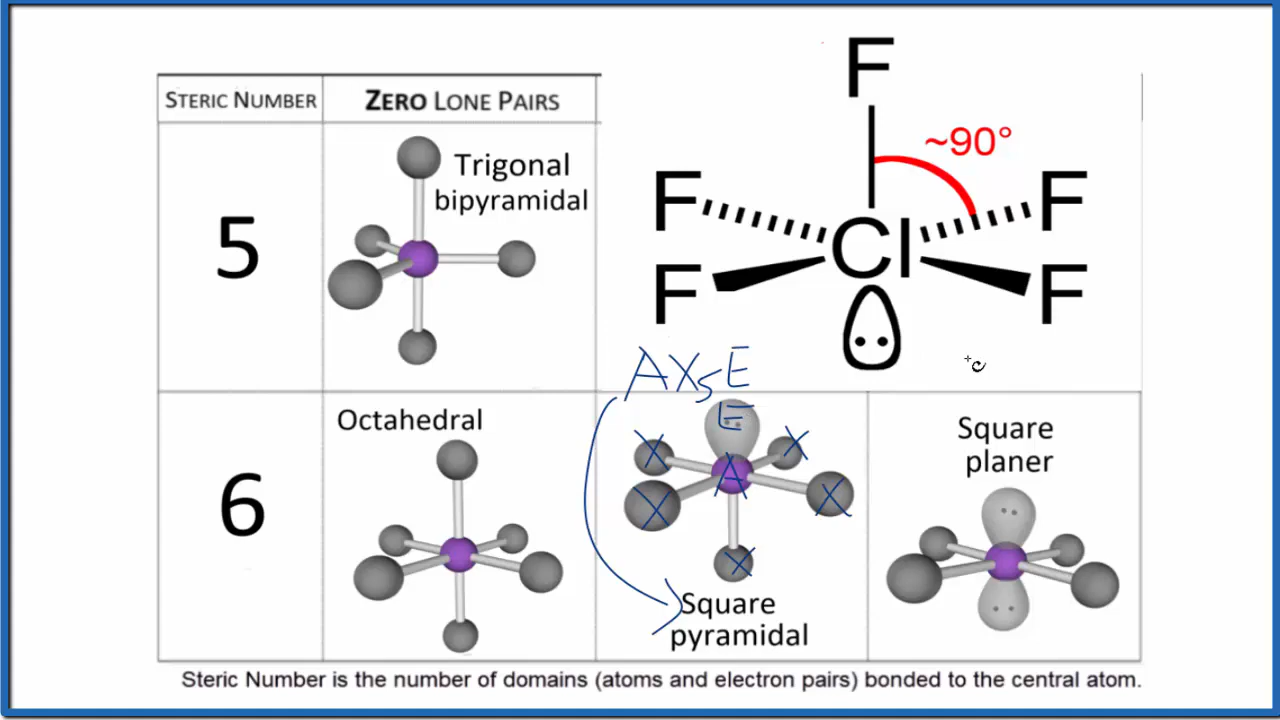 STERIC NUMBER
ZERO LONE PAIRS
5
Trigonal
bipyramidal
F
~90°
F
F
Cl
F
F
AX5E
6
Octahedral
E
X
X
A
X
X
X
Square
pyramidal
Square
planer
Steric Number is the number of domains (atoms and electron pairs) bonded to the central atom.